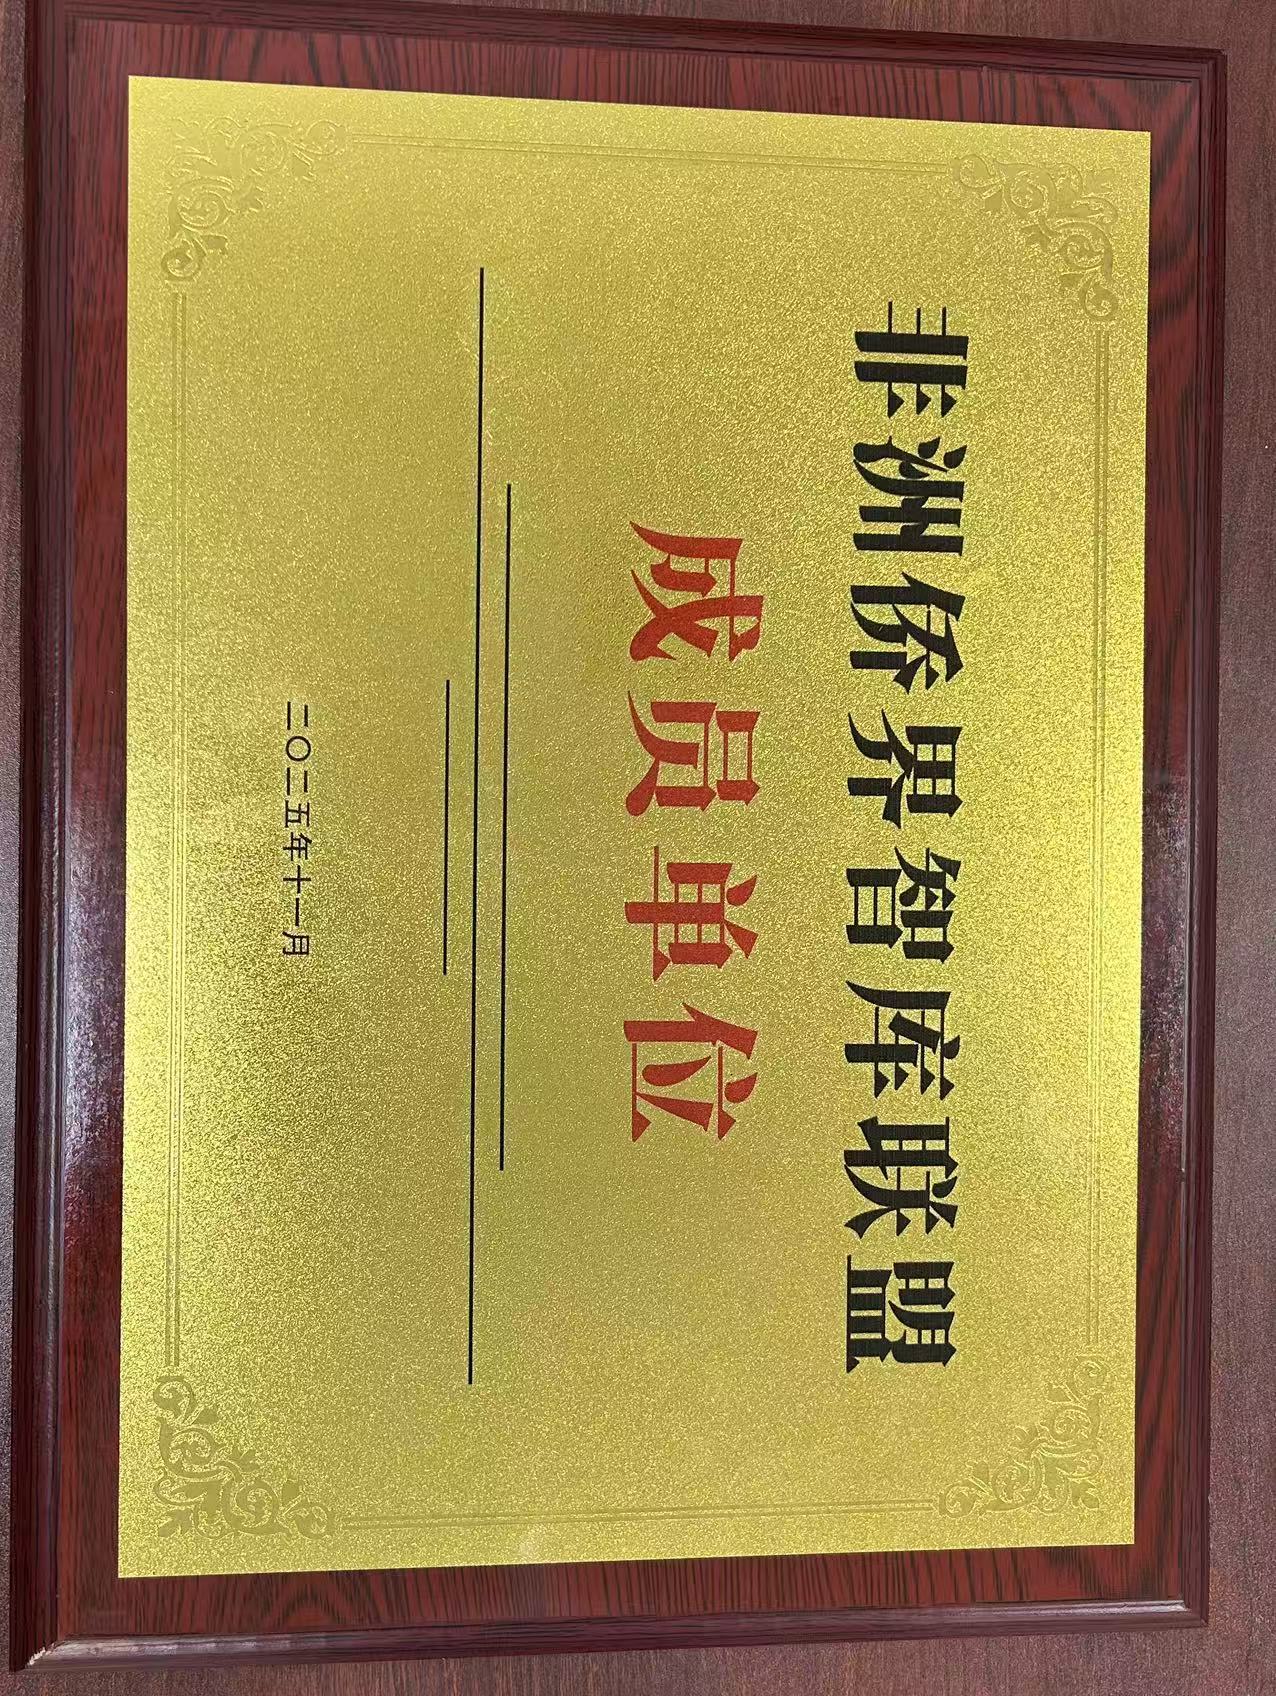 非洲侨界智库联盟
成员单位
二〇二五年十一月